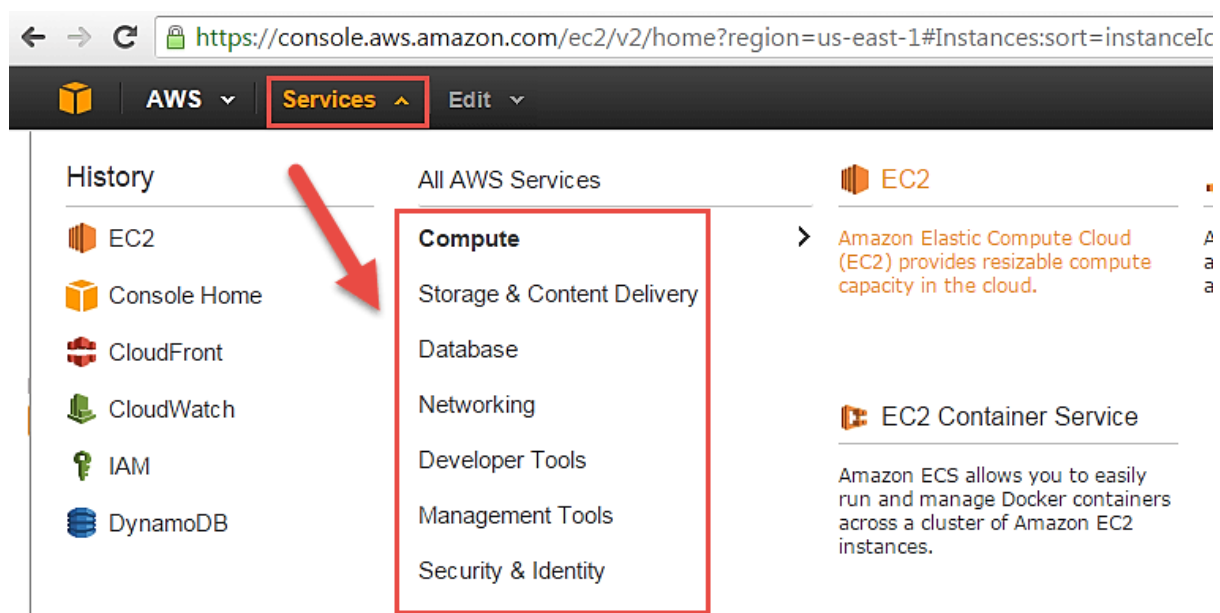 https://console.aws.amazon.com/ec2/v2/home?region=us-east-1#Instances:sort=instanceId
AWS Services Edit
History
EC2
Console Home
CloudFront
CloudWatch
IAM
DynamoDB
All AWS Services
Compute
Storage & Content Delivery
Database
Networking
Developer Tools
Management Tools
Security & Identity
EC2
Amazon Elastic Compute Cloud
(EC2) provides resizable compute
capacity in the cloud.
EC2 Container Service
Amazon ECS allows you to easily
run and manage Docker containers
across a cluster of Amazon EC2
instances.